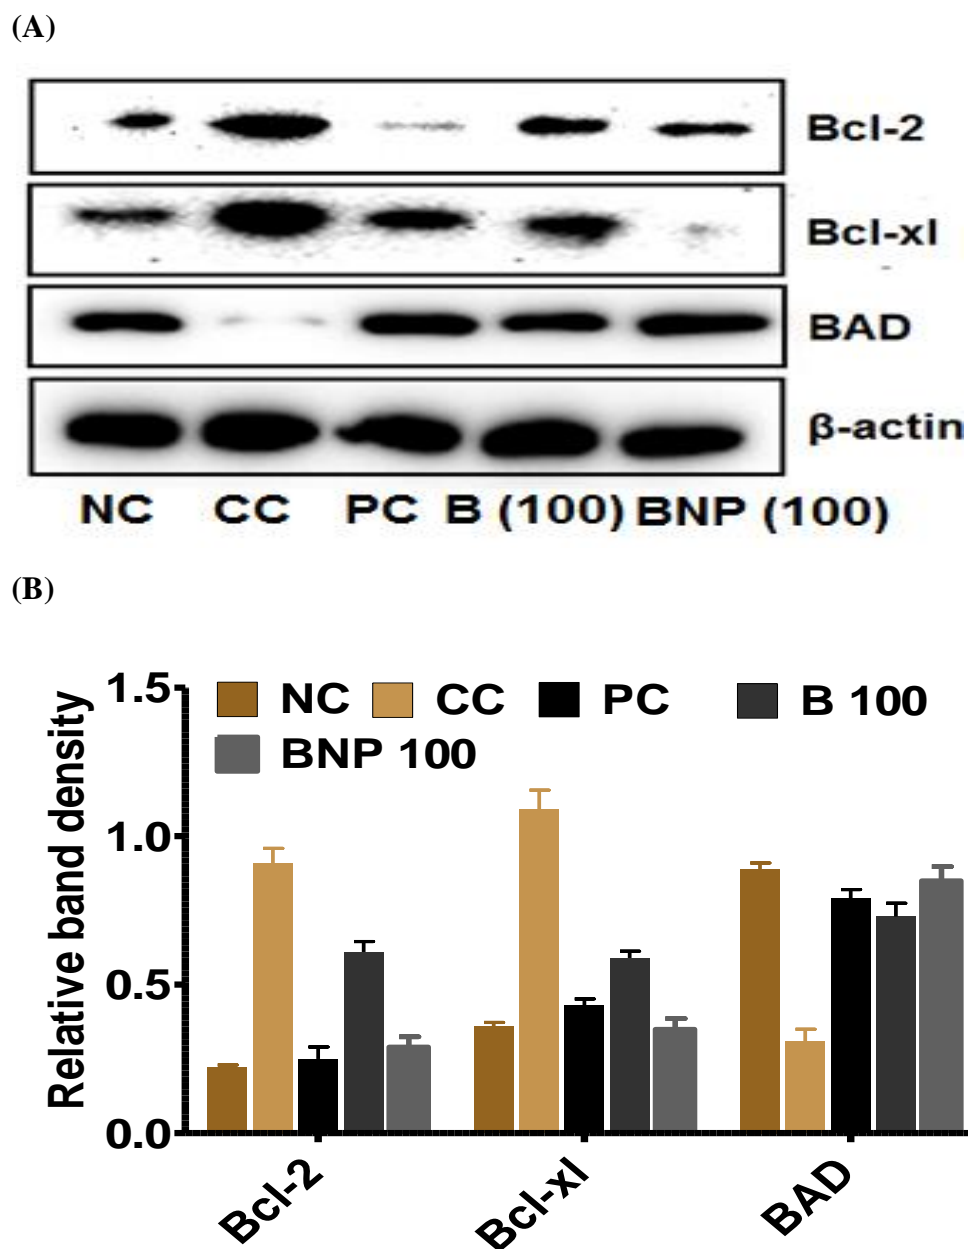 (A)
Bcl-2
Bcl-xl
BAD
β-actin
NC CC PC B (100) BNP (100)
(B)
NC CC PC B 100
BNP 100
Relative band density
1.5
1.0
0.5
0.0
Bcl-2 Bcl-xl BAD